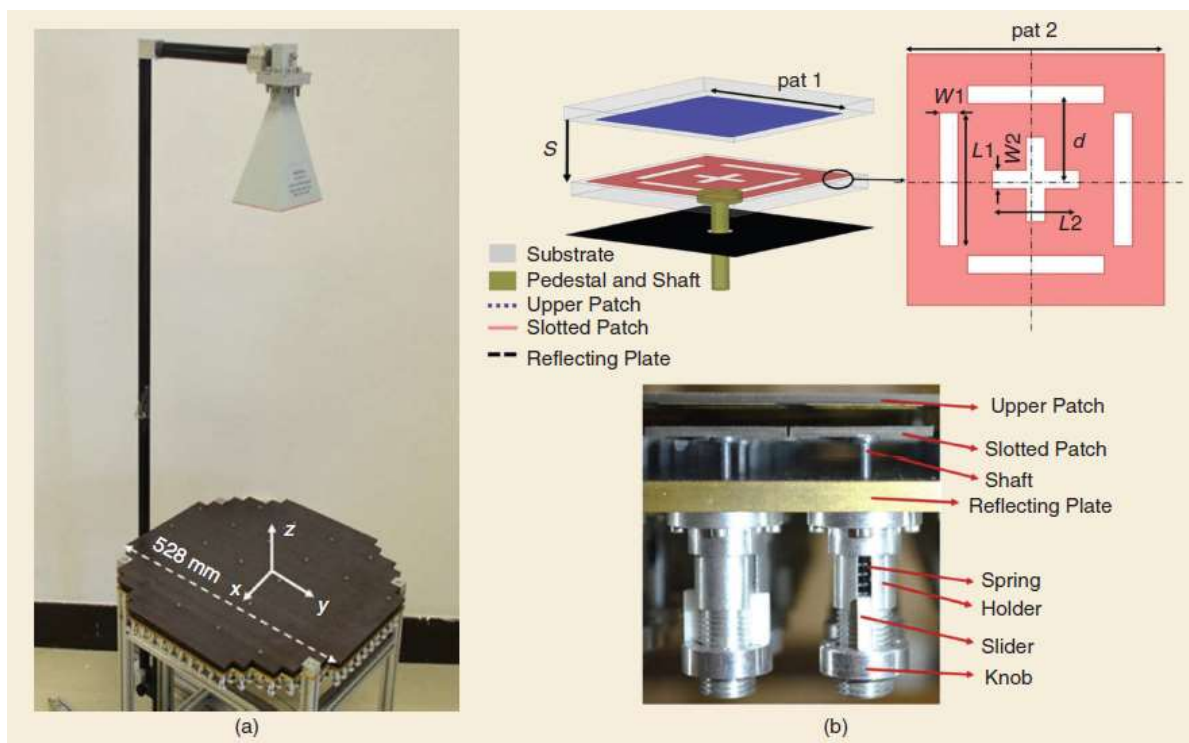 528 mm
z
x
y
(a)
pat 1
S
Substrate
Pedestal and Shaft
Upper Patch
Slotted Patch
Reflecting Plate
pat 2
W1
L1
W2
d
L2
Upper Patch
Slotted Patch
Shaft
Reflecting Plate
Spring
Holder
Slider
Knob
(b)